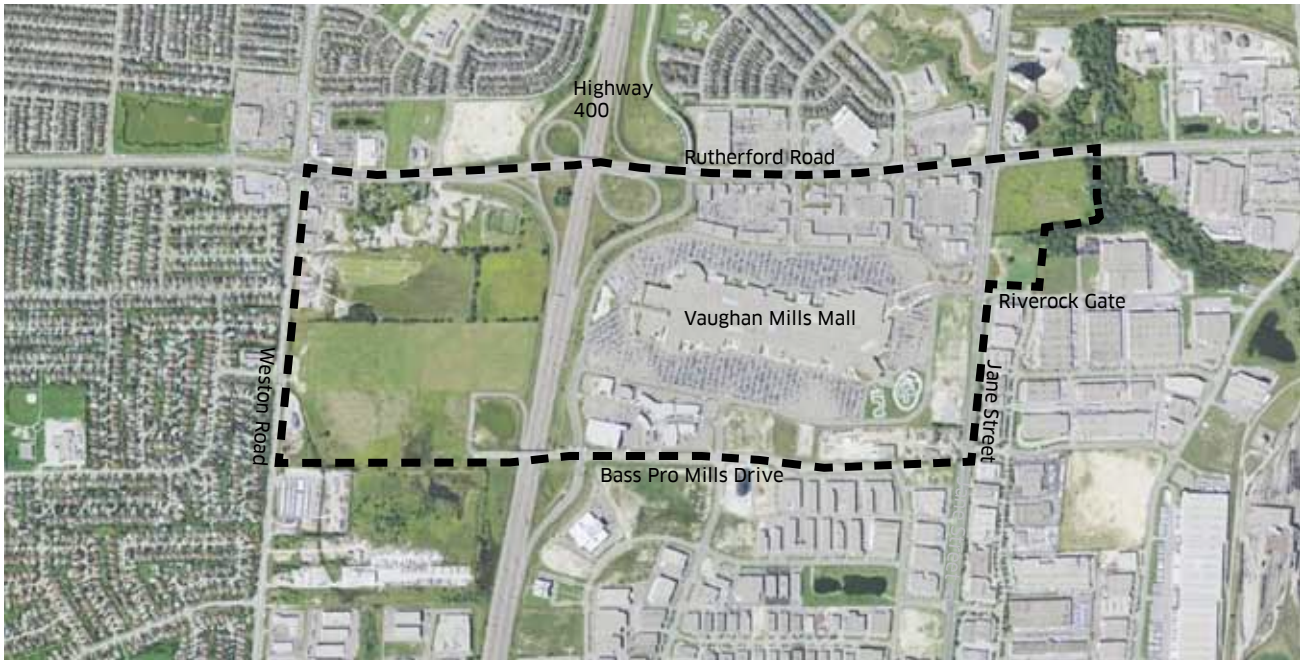 Highway
400
Rutherford Road
Riverock Gate
Vaughan Mills Mall
Weston Road
Jane Street
Bass Pro Mills Drive